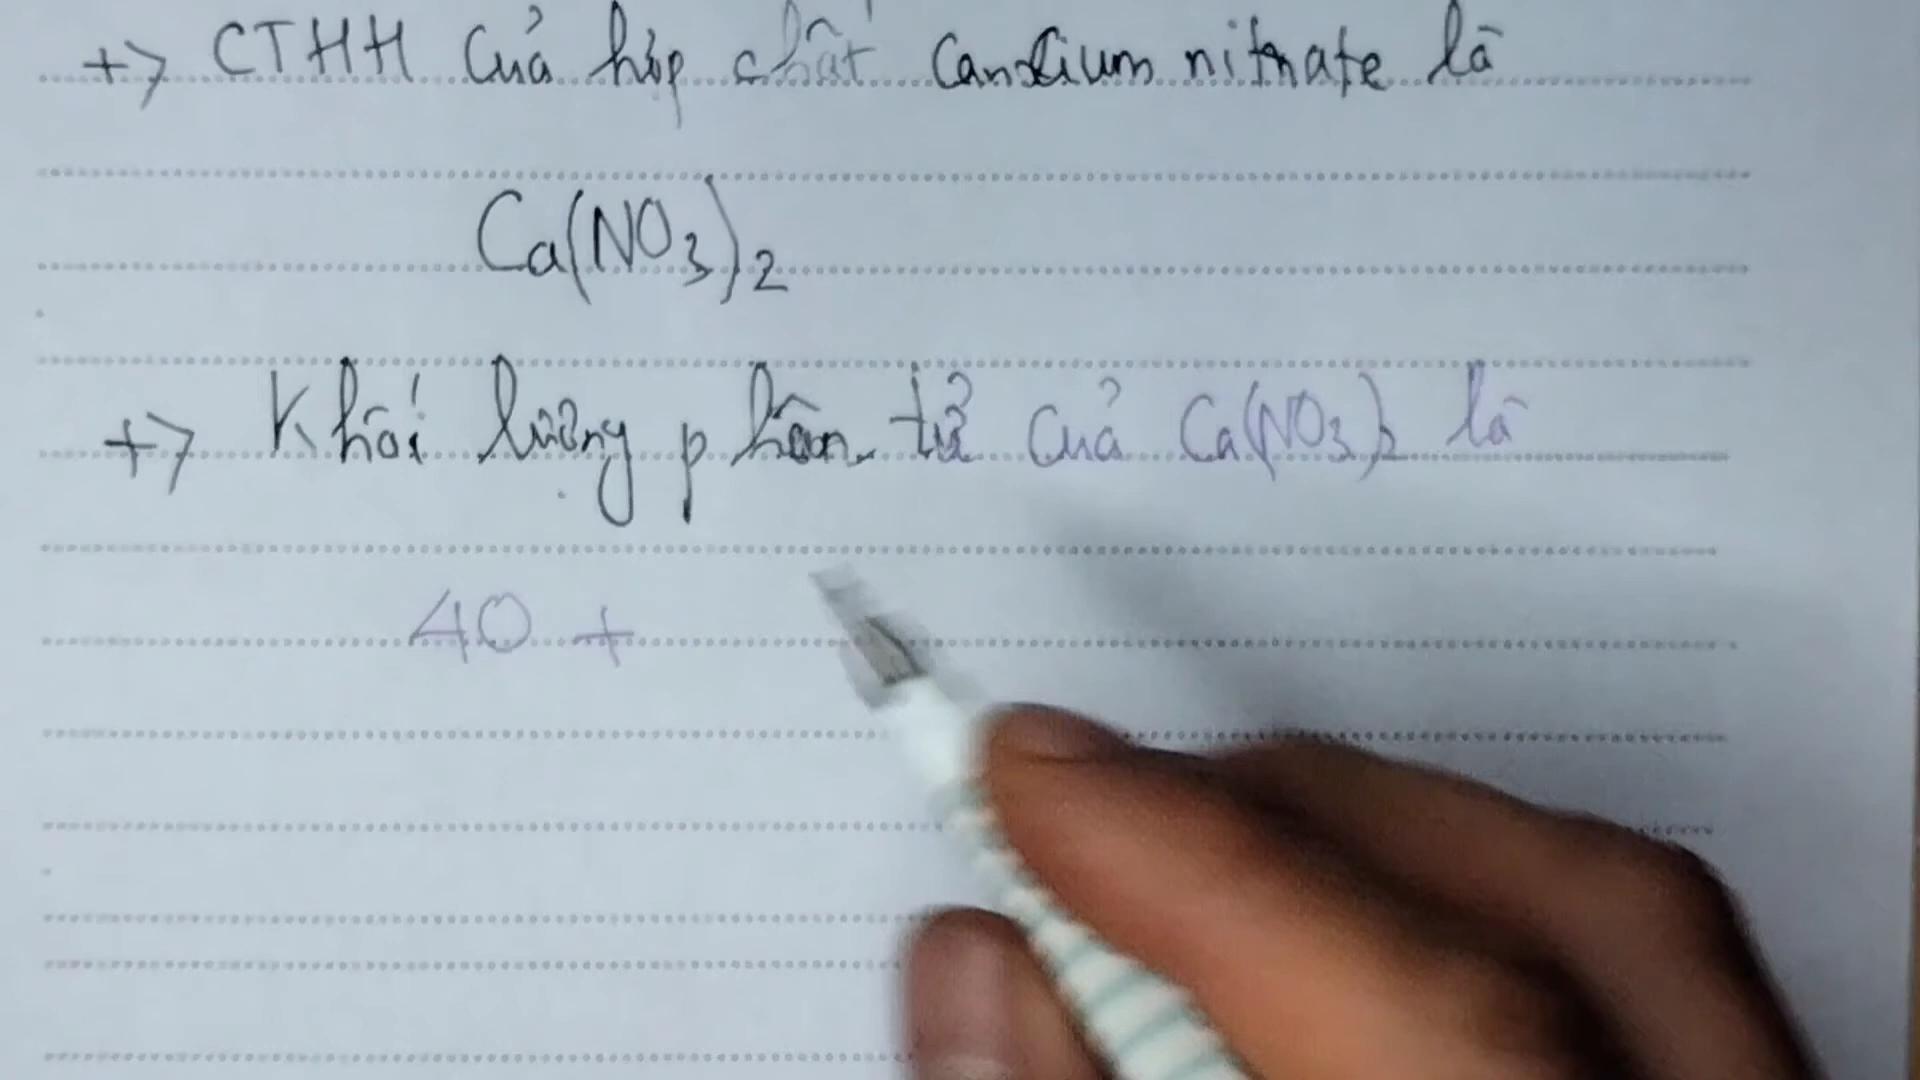 +> CTHH của hợp chất Canxium nitrate là
Ca(NO₃)₂
+> Khối lượng phân tử của Ca(NO₃)₂ là
40 +